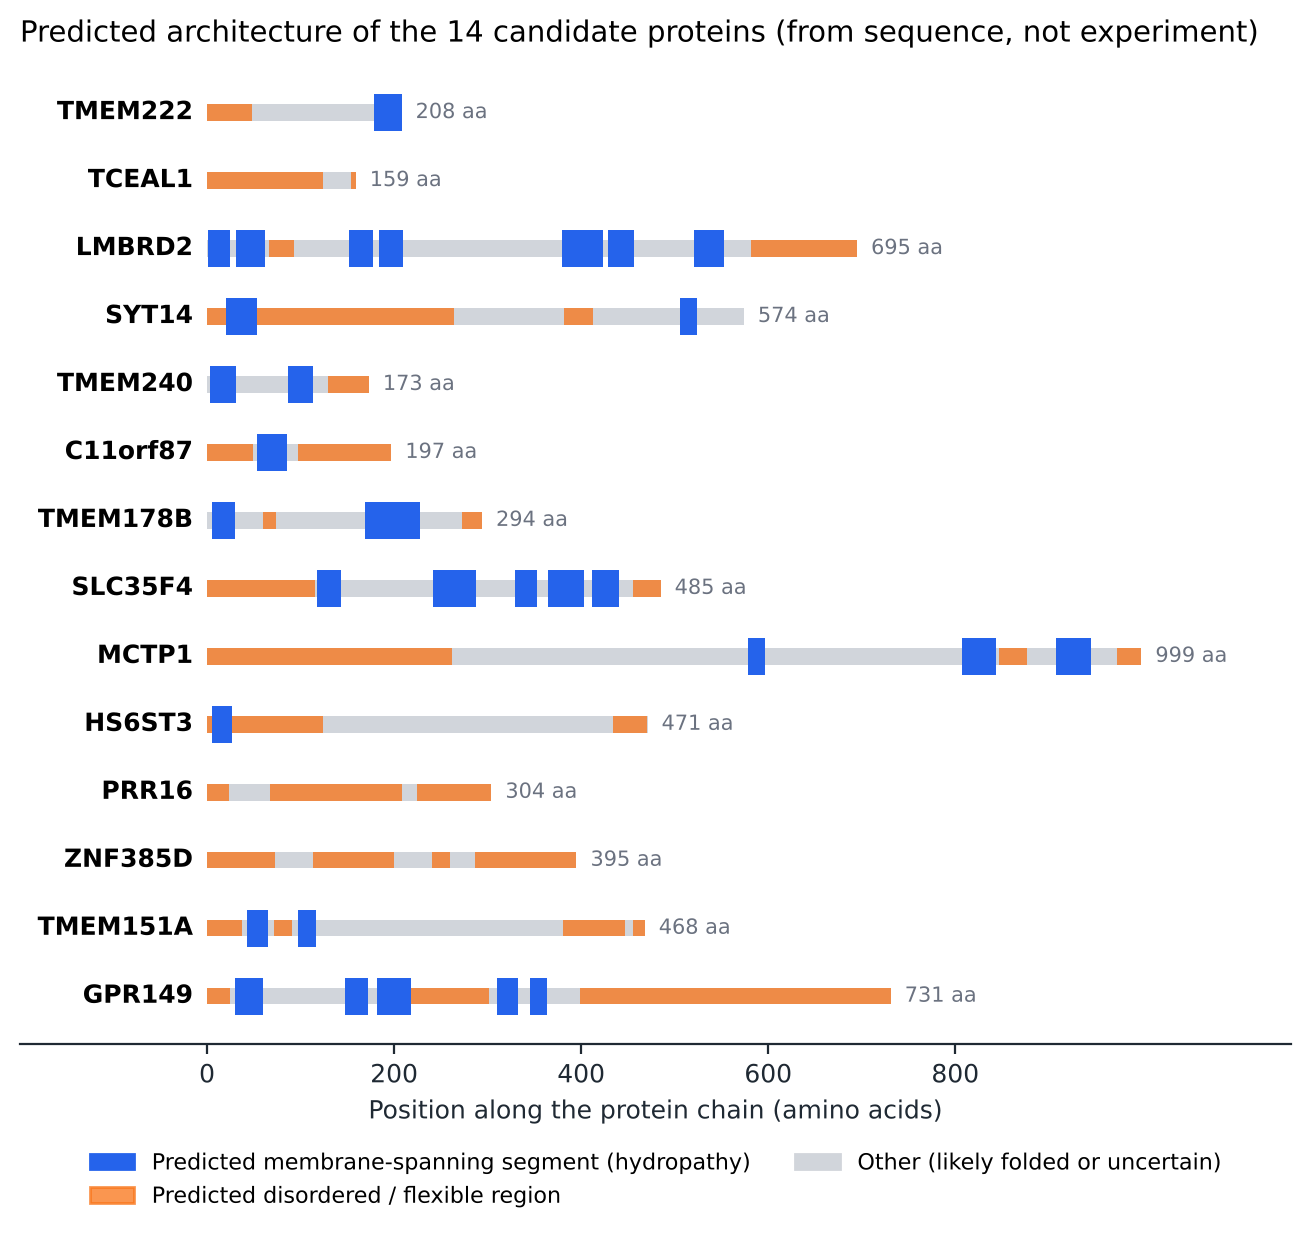 Predicted architecture of the 14 candidate proteins (from sequence, not experiment)
TMEM222 208 aa
TCEAL1 159 aa
LMBRD2 695 aa
SYT14 574 aa
TMEM240 173 aa
C11orf87 197 aa
TMEM178B 294 aa
SLC35F4 485 aa
MCTP1 999 aa
HS6ST3 471 aa
PRR16 304 aa
ZNF385D 395 aa
TMEM151A 468 aa
GPR149 731 aa
0 200 400 600 800
Position along the protein chain (amino acids)
Predicted membrane-spanning segment (hydropathy)
Predicted disordered / flexible region
Other (likely folded or uncertain)